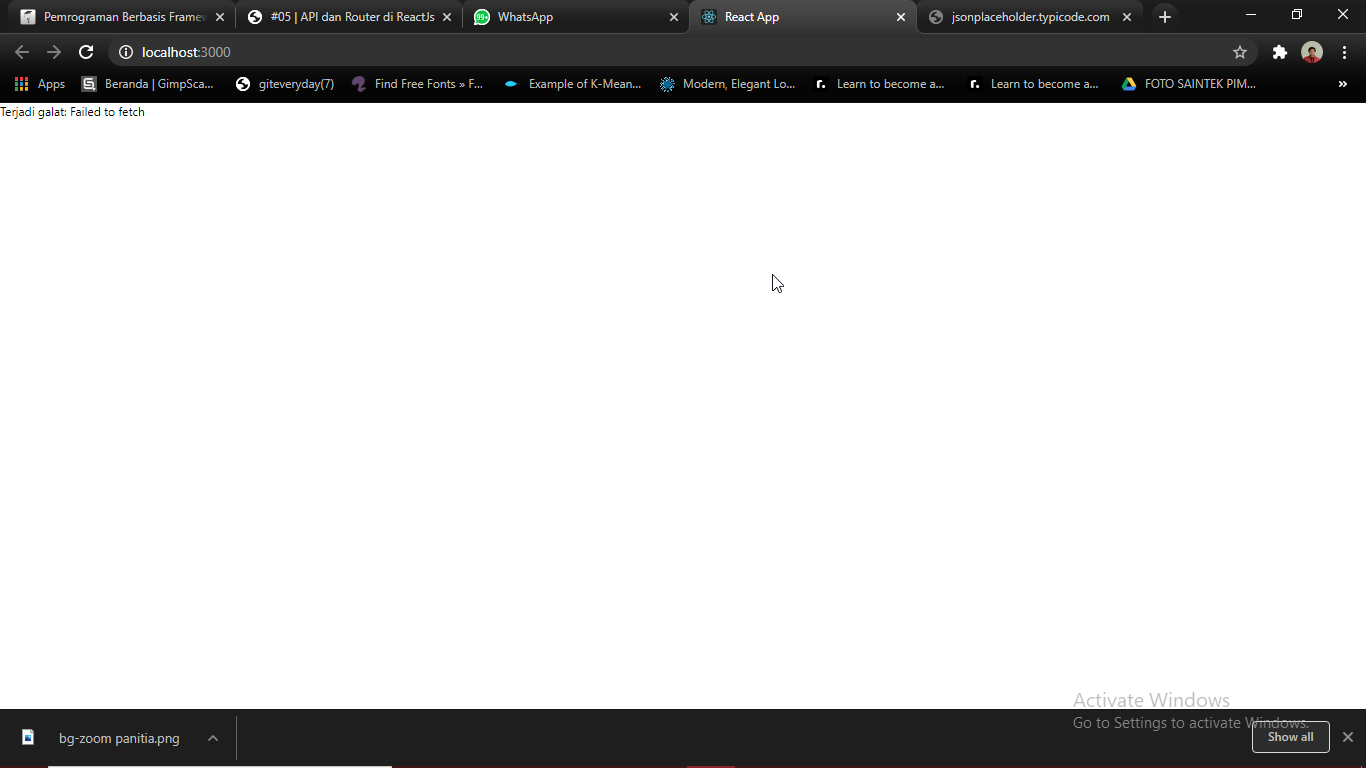 Pemrograman Berbasis Framew
#05 | API dan Router di ReactJs
99+
WhatsApp
React App
jsonplaceholder.typicode.com
localhost:3000
Apps
Beranda | GimpSca...
giteveryday(7)
Find Free Fonts » F...
Example of K-Mean...
Modern, Elegant Lo...
r.
Learn to become a...
r.
Learn to become a...
FOTO SAINTEK PIM...
»
Terjadi galat: Failed to fetch
Activate Windows
Go to Settings to activate Windows.
bg-zoom panitia.png
Show all